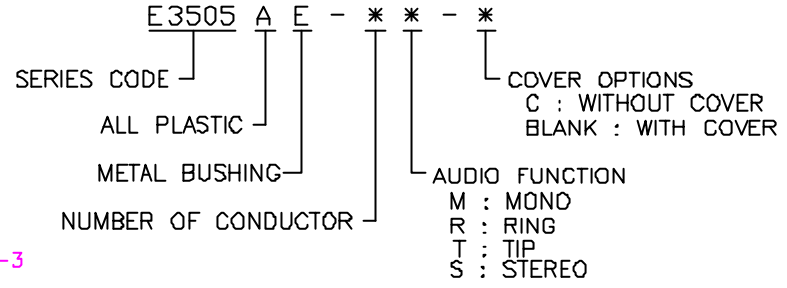 E3505 A E - * * - *
SERIES CODE
COVER OPTIONS
C : WITHOUT COVER
BLANK : WITH COVER
ALL PLASTIC
METAL BUSHING
AUDIO FUNCTION
M : MONO
R : RING
T : TIP
S : STEREO
NUMBER OF CONDUCTOR
-3